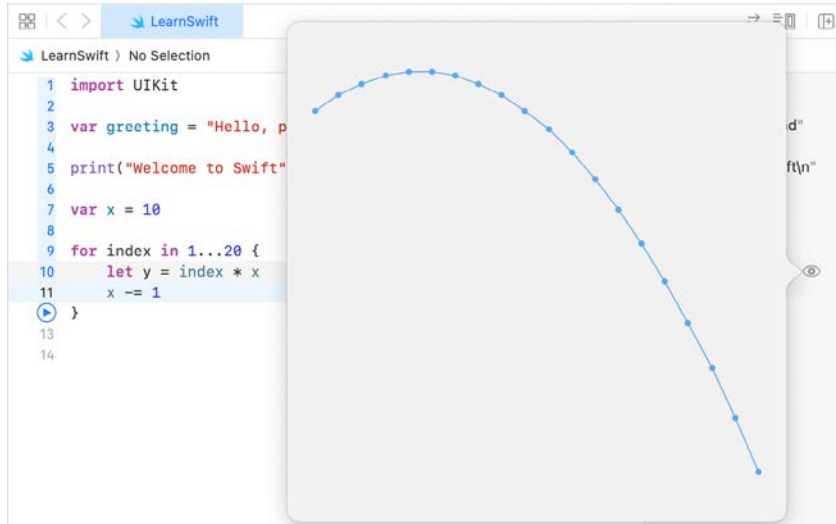 LearnSwift
LearnSwift 〉 No Selection
1 import UIKit
2
3 var greeting = "Hello, p
d"
4
5 print("Welcome to Swift"
ft\n"
6
7 var x = 10
8
9 for index in 1...20 {
10 let y = index * x
11 x -= 1
}
13
14